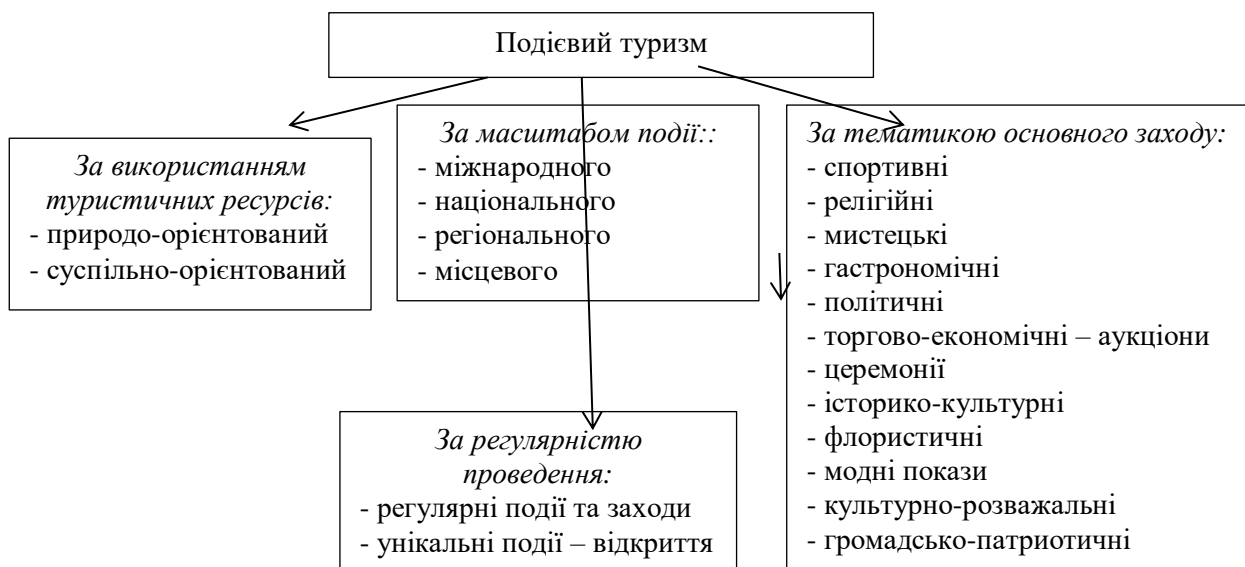 Подієвий туризм
За використанням
туристичних ресурсів:
- природо-орієнтований
- суспільно-орієнтований
За масштабом події::
- міжнародного
- національного
- регіонального
- місцевого
За регулярністю
проведення:
- регулярні події та заходи
- унікальні події – відкриття
За тематикою основного заходу:
- спортивні
- релігійні
- мистецькі
- гастрономічні
- політичні
- торгово-економічні – аукціони
- церемонії
- історико-культурні
- флористичні
- модні покази
- культурно-розважальні
- громадсько-патриотичні